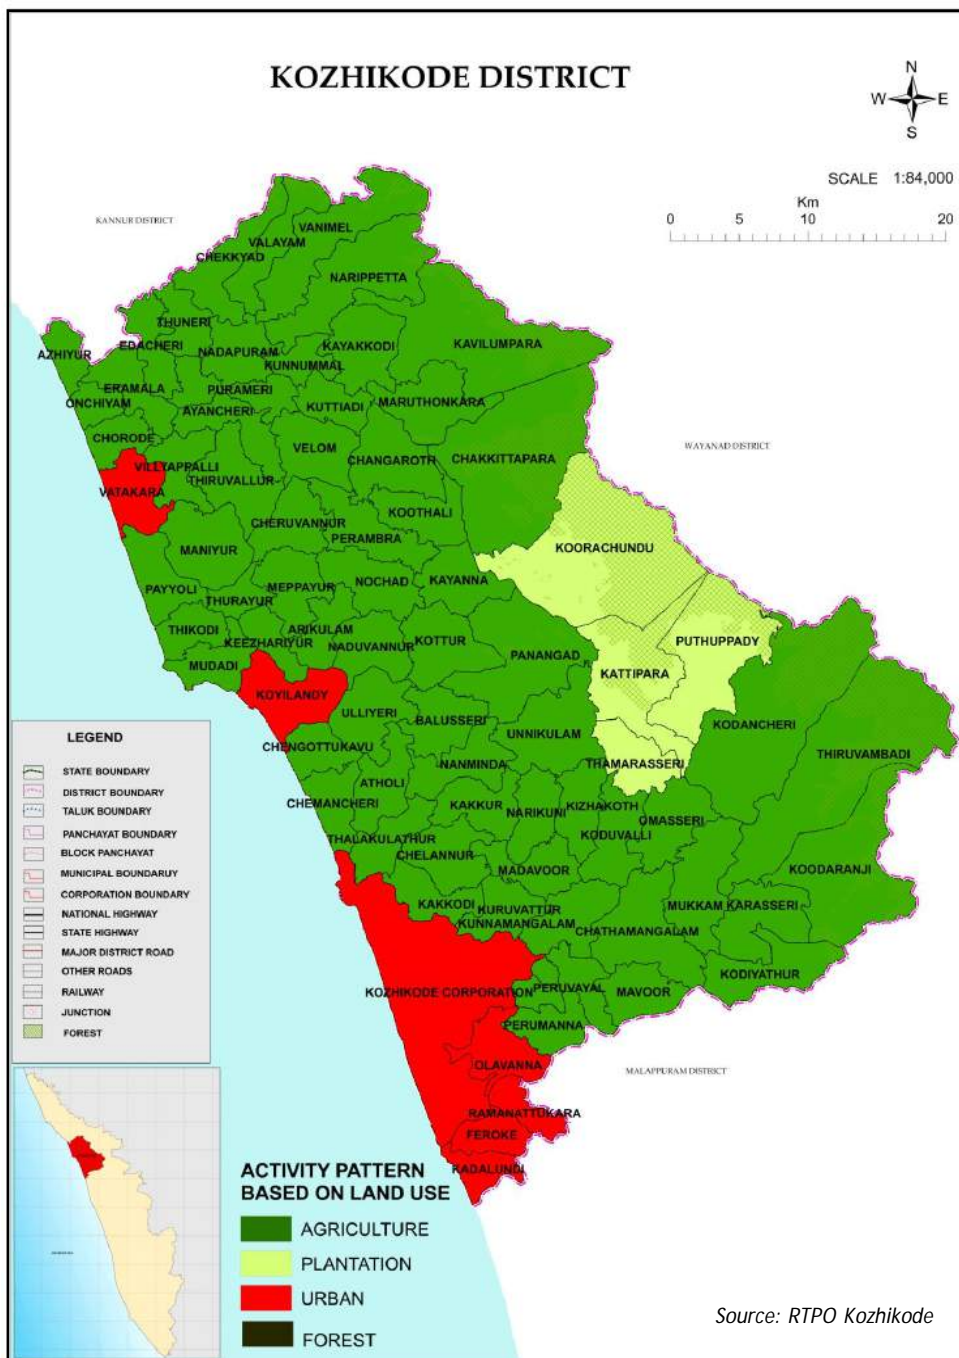 KOZHIKODE DISTRICT
N
W E
S
SCALE 1:84,000
Km
0 5 10 20
KANNUR DISTRICT
VANIMEL
VALAYAM
CHEKKYAD
NARIPPETTA
THUNERI
EDACHERI
NADAPURAM
KAYAKKODI
KAVILUMPARA
AZHIYUR
KUNNUMMAL
ERAMALA
PURAMERI
ONCHIYAM
AYANCHERI
KUTTIADI
MARUTHONKARA
CHORODE
VELOM
WAYANAD DISTRICT
VILLYAPPALLI
CHANGAROTH
CHAKKITTAPARA
THIRUVALLUR
VATAKARA
KOOTHALI
CHERUVANNUR
PERAMBRA
KOORACHUNDU
MANIYUR
PAYYOLI
MEPPAYUR
NOCHAD
KAYANNA
THURAYUR
THIKODI
ARIKULAM
KEEZHARIYUR
NADUVANNUR
KOTTUR
PUTHUPPADY
PANANGAD
MUDADI
KATTIPARA
KOYILANDY
ULLIYERI
BALUSSERI
UNNIKULAM
KODANCHERI
CHENGOTTUKAVU
THIRUVAMBADI
NANMINDA
THAMARASSERI
ATHOLI
CHEMANCHERI
KAKKUR
NARIKUNI
KIZHAKOTH
OMASSERI
THALAKULATHUR
KODUVALLI
CHELANNUR
MADAVOOR
KOODARANJI
KAKKODI
KURUVATTUR
MUKKAM
KARASSERI
KUNNAMANGALAM
CHATHAMANGALAM
KODIYATHUR
KOZHIKODE CORPORATION
PERUVAYAL
MAVOOR
PERUMANNA
OLAVANNA
MALAPPURAM DISTRICT
RAMANATTUKARA
FEROKE
KADALUNDI
LEGEND
STATE BOUNDARY
DISTRICT BOUNDARY
TALUK BOUNDARY
PANCHAYAT BOUNDARY
BLOCK PANCHAYAT
MUNICIPAL BOUNDARUY
CORPORATION BOUNDARY
NATIONAL HIGHWAY
STATE HIGHWAY
MAJOR DISTRICT ROAD
OTHER ROADS
RAILWAY
JUNCTION
FOREST
ACTIVITY PATTERN
BASED ON LAND USE
AGRICULTURE
PLANTATION
URBAN
FOREST
Source: RTPO Kozhikode